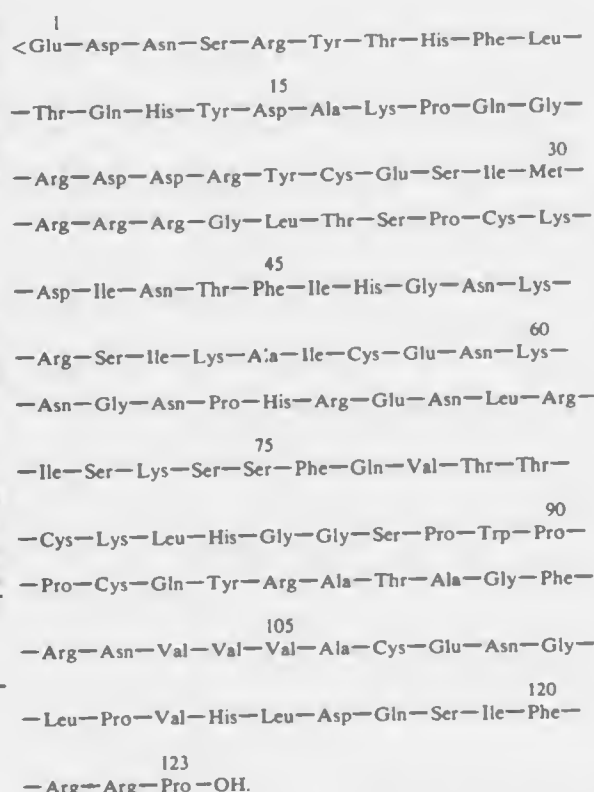 1
<Glu—Asp—Asn—Ser—Arg—Tyr—Thr—His—Phe—Leu—
15
—Thr—Gln—His—Tyr—Asp—Ala—Lys—Pro—Gln—Gly—
30
—Arg—Asp—Asp—Arg—Tyr—Cys—Glu—Ser—Ile—Met—
—Arg—Arg—Arg—Gly—Leu—Thr—Ser—Pro—Cys—Lys—
45
—Asp—Ile—Asn—Thr—Phe—Ile—His—Gly—Asn—Lys—
60
—Arg—Ser—Ile—Lys—Ala—Ile—Cys—Glu—Asn—Lys—
—Asn—Gly—Asn—Pro—His—Arg—Glu—Asn—Leu—Arg—
75
—Ile—Ser—Lys—Ser—Ser—Phe—Gln—Val—Thr—Thr—
90
—Cys—Lys—Leu—His—Gly—Gly—Ser—Pro—Trp—Pro—
—Pro—Cys—Gln—Tyr—Arg—Ala—Thr—Ala—Gly—Phe—
105
—Arg—Asn—Val—Val—Val—Ala—Cys—Glu—Asn—Gly—
120
—Leu—Pro—Val—His—Leu—Asp—Gln—Ser—Ile—Phe—
123
—Arg—Arg—Pro—OH.